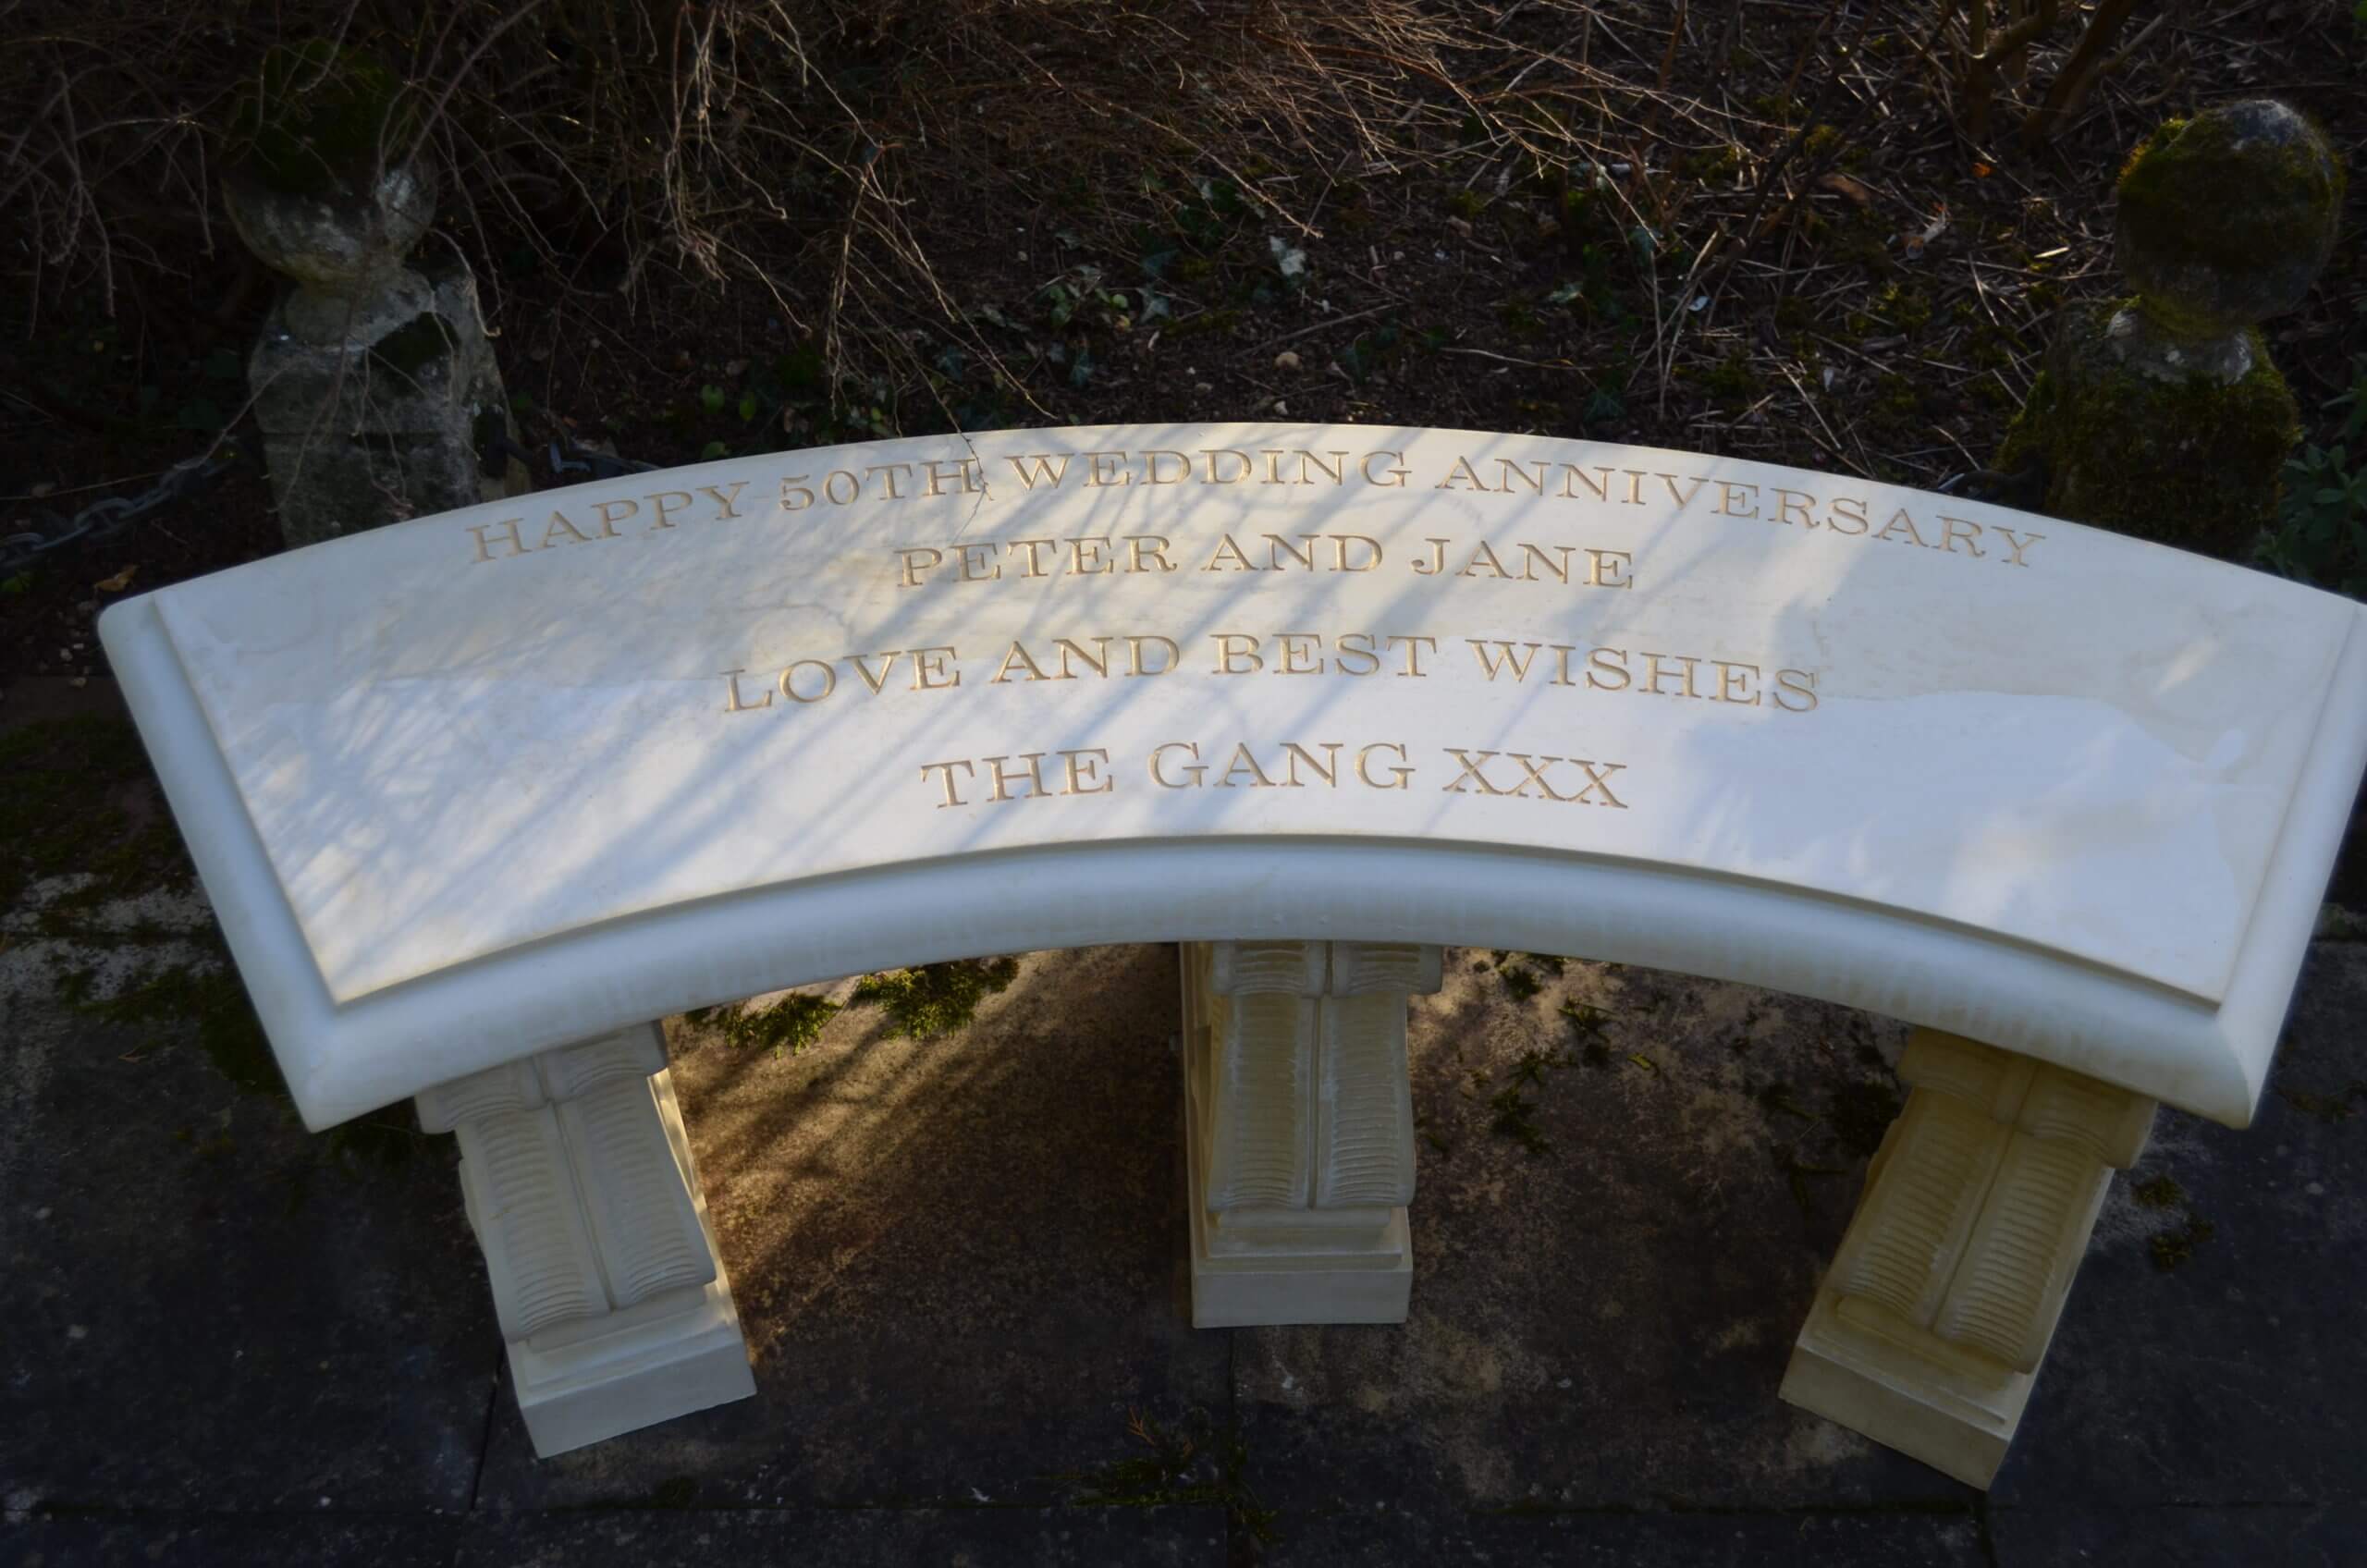 HAPPY 50TH WEDDING ANNIVERSARY
PETER AND JANE
LOVE AND BEST WISHES
THE GANG XXX